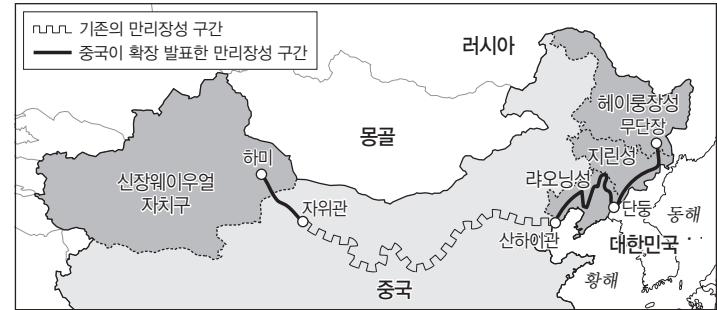 기존의 만리장성 구간
중국이 확장 발표한 만리장성 구간
러시아
헤이룽장성
무단장
몽골
지린성
하미
신장웨이우얼
자치구
랴오닝성
자위관
단둥
동해
산하이관
대한민국
황해
중국